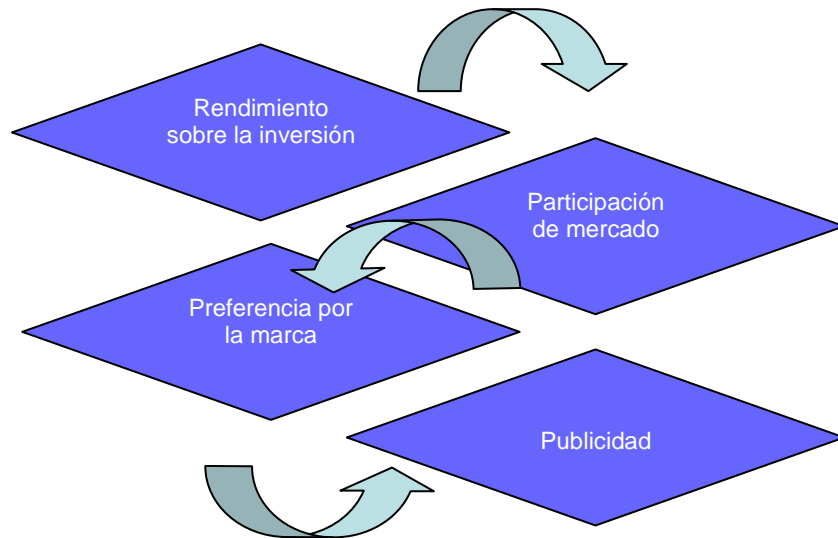 Rendimiento
sobre la inversión
Participación
de mercado
Preferencia por
la marca
Publicidad